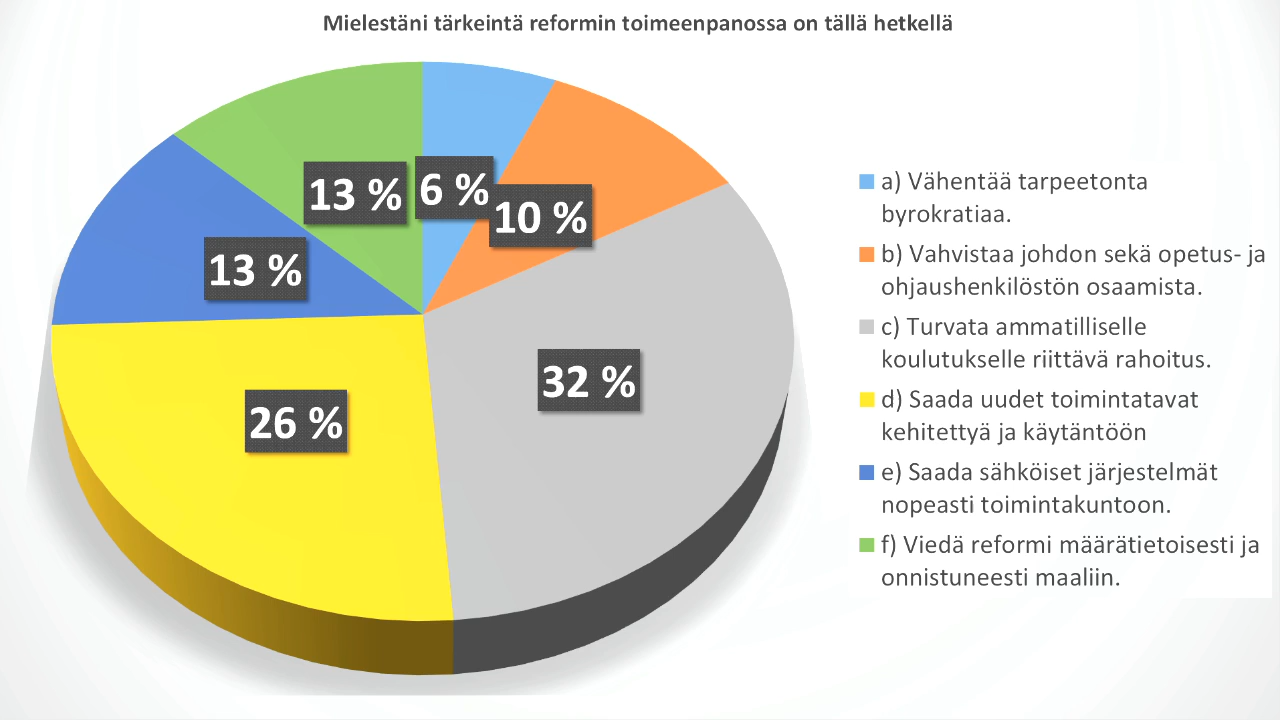 Mielestäni tärkeintä reformin toimeenpanossa on tällä hetkellä
13 %
6 %
10 %
13 %
32 %
26 %
a) Vähentää tarpeetonta
byrokratiaa.
b) Vahvistaa johdon sekä opetus- ja
ohjaushenkilöstön osaamista.
c) Turvata ammatilliselle
koulutukselle riittävä rahoitus.
d) Saada uudet toimintatavat
kehitettyä ja käytäntöön
e) Saada sähköiset järjestelmät
nopeasti toimintakuntoon.
f) Viedä reformi määrätietoisesti ja
onnistuneesti maaliin.